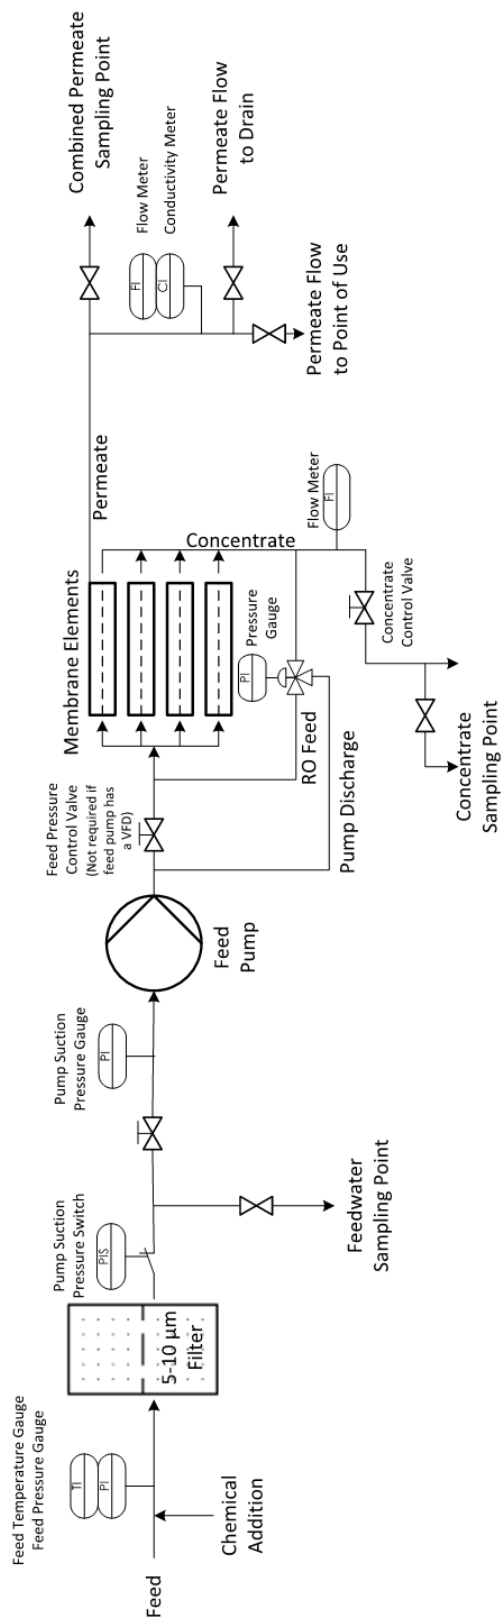 Feed
Chemical
Addition
Feed Temperature Gauge
Feed Pressure Gauge
TI
PI
5-10 µm
Filter
Pump Suction
Pressure Switch
PIS
Feedwater
Sampling Point
Pump Suction
Pressure Gauge
PI
Feed
Pump
Feed Pressure
Control Valve
(Not required if
feed pump has
a VFD)
Pump Discharge
RO Feed
Membrane Elements
PI
Pressure
Gauge
Concentrate
Permeate
Flow Meter
FI
Concentrate
Control Valve
Concentrate
Sampling Point
Combined Permeate
Sampling Point
FI
CI
Flow Meter
Conductivity Meter
Permeate Flow
to Drain
Permeate Flow
to Point of Use